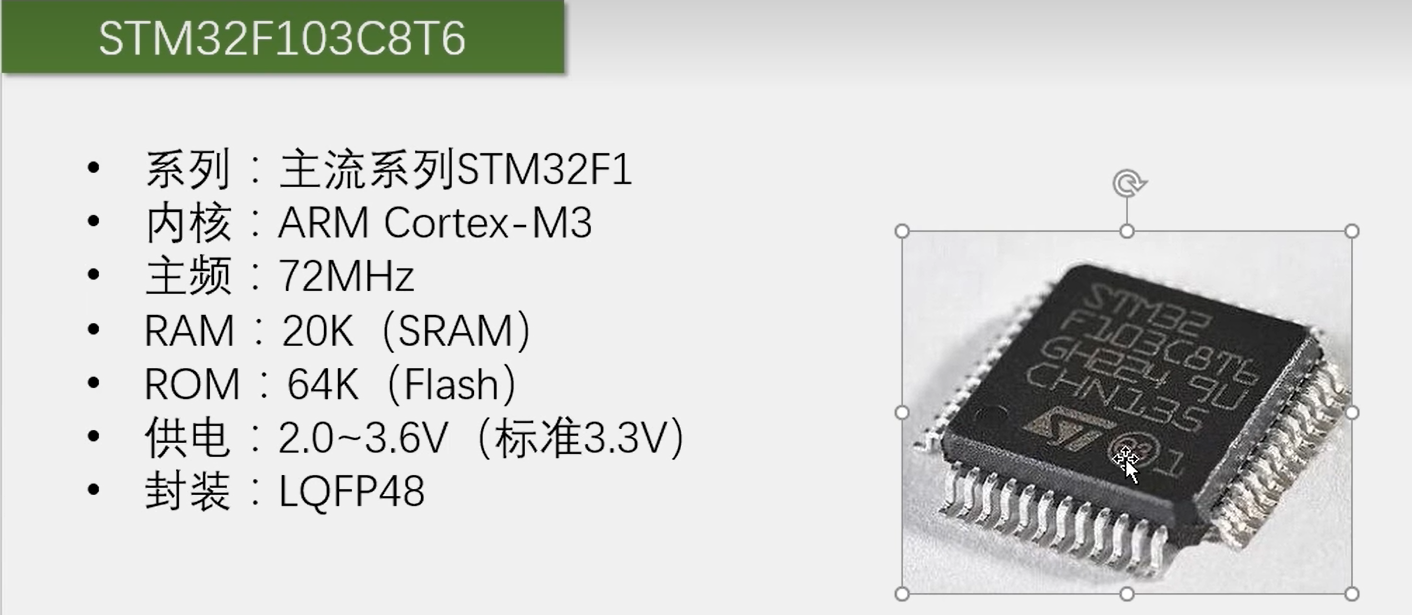 STM32F103C8T6
• 系列：主流系列STM32F1
• 内核：ARM Cortex-M3
• 主频：72MHz
• RAM：20K（SRAM）
• ROM：64K（Flash）
• 供电：2.0~3.6V（标准3.3V）
• 封装：LQFP48
STM32
F103C8T6
GH224 9U
CHN135
ST
1